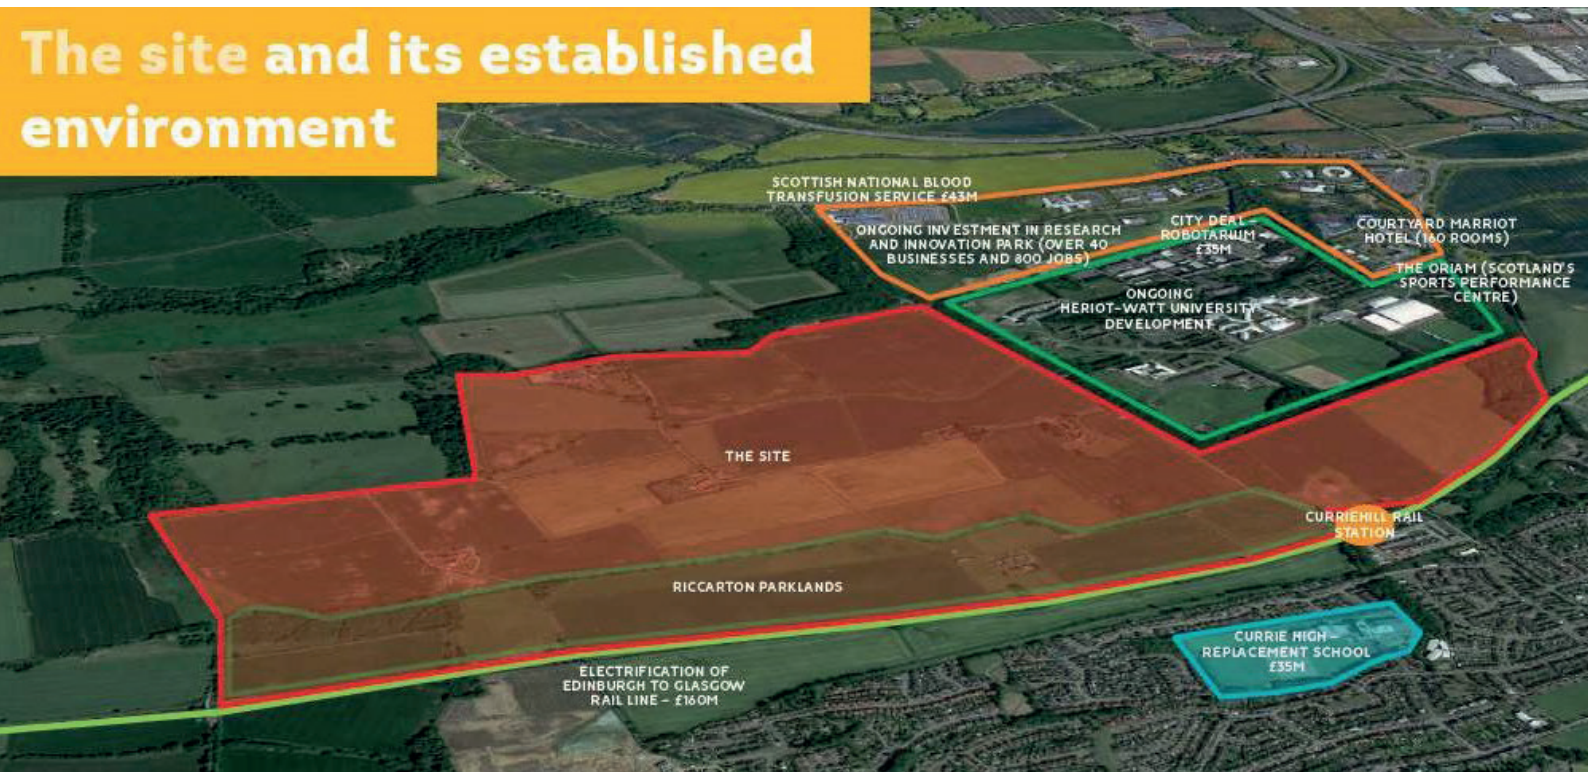 The site and its established
environment
SCOTTISH NATIONAL BLOOD
TRANSFUSION SERVICE £43M
ONGOING INVESTMENT IN RESEARCH
AND INNOVATION PARK (OVER 40
BUSINESSES AND 800 JOBS)
CITY DEAL –
ROBOTARIUM –
£35M
COURTYARD MARRIOT
HOTEL (160 ROOMS)
THE ORIAM (SCOTLAND'S
SPORTS PERFORMANCE
CENTRE)
ONGOING
HERIOT-WATT UNIVERSITY
DEVELOPMENT
THE SITE
CURRIEHILL RAIL
STATION
RICCARTON PARKLANDS
CURRIE HIGH –
REPLACEMENT SCHOOL
£35M
ELECTRIFICATION OF
EDINBURGH TO GLASGOW
RAIL LINE – £160M